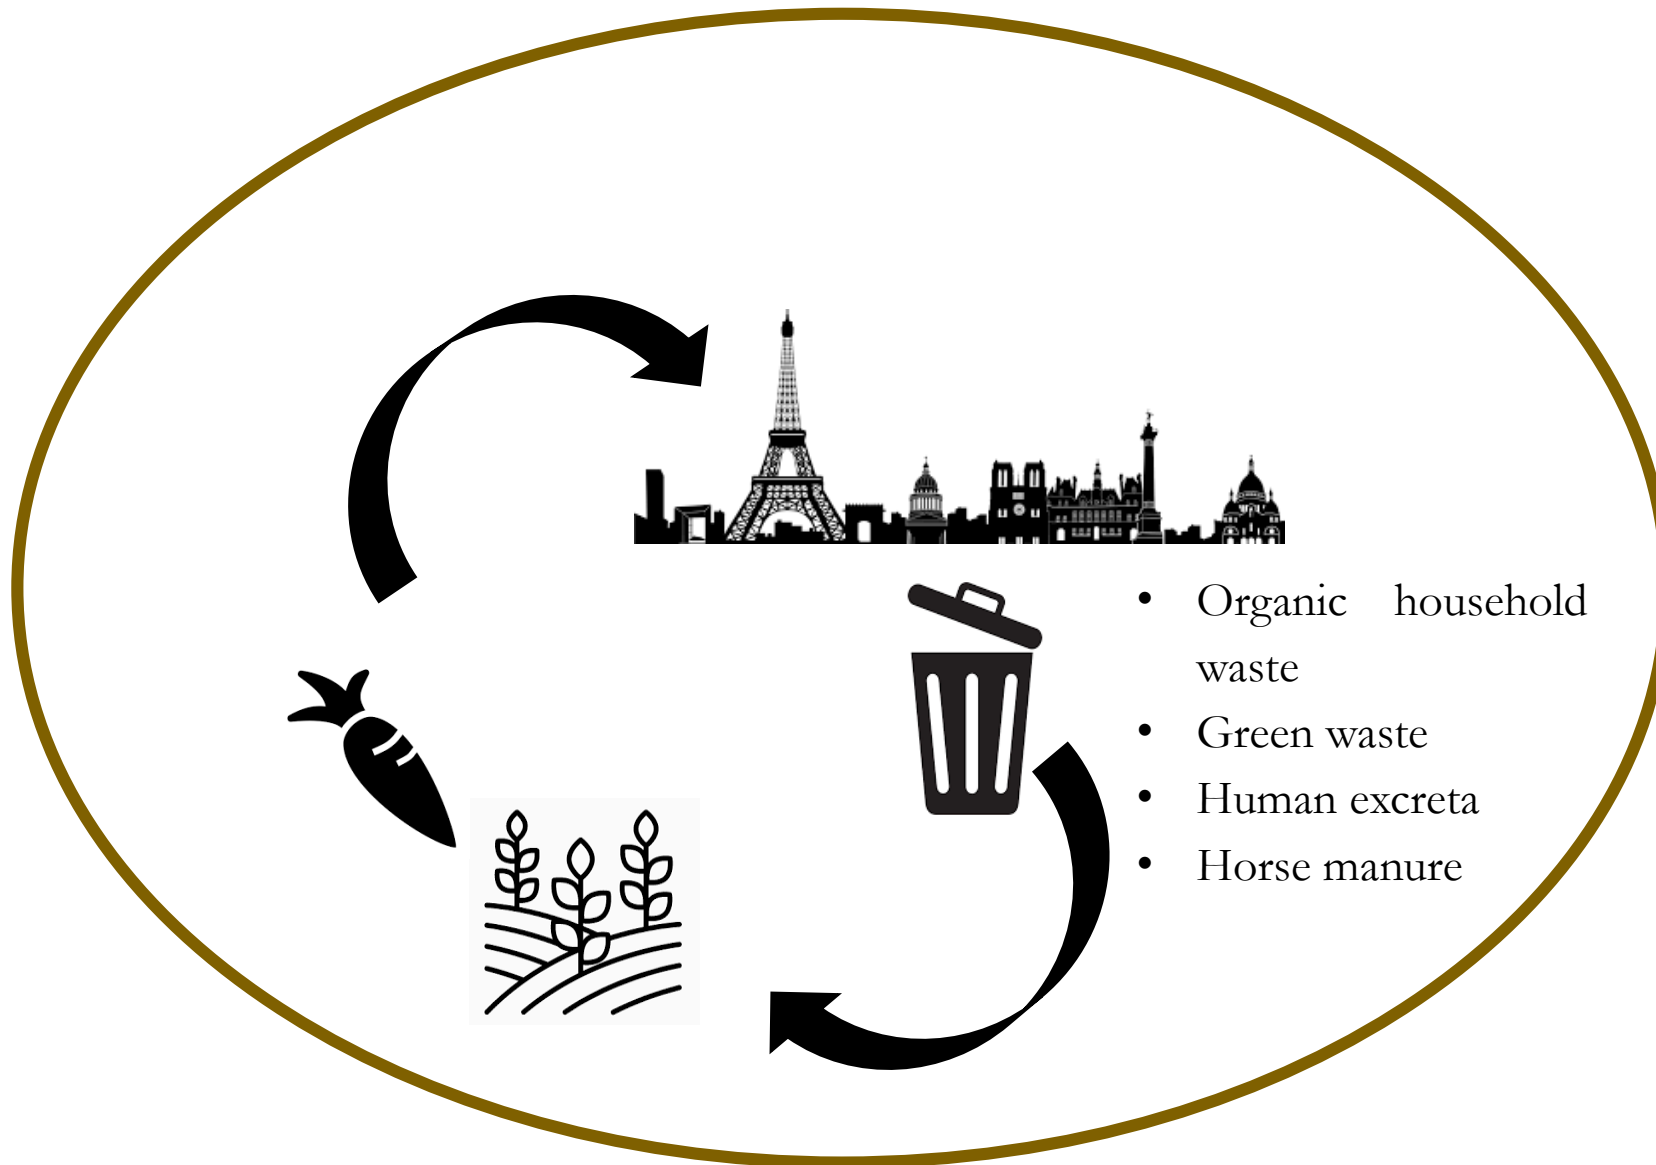 • Organic household
waste
• Green waste
• Human excreta
• Horse manure